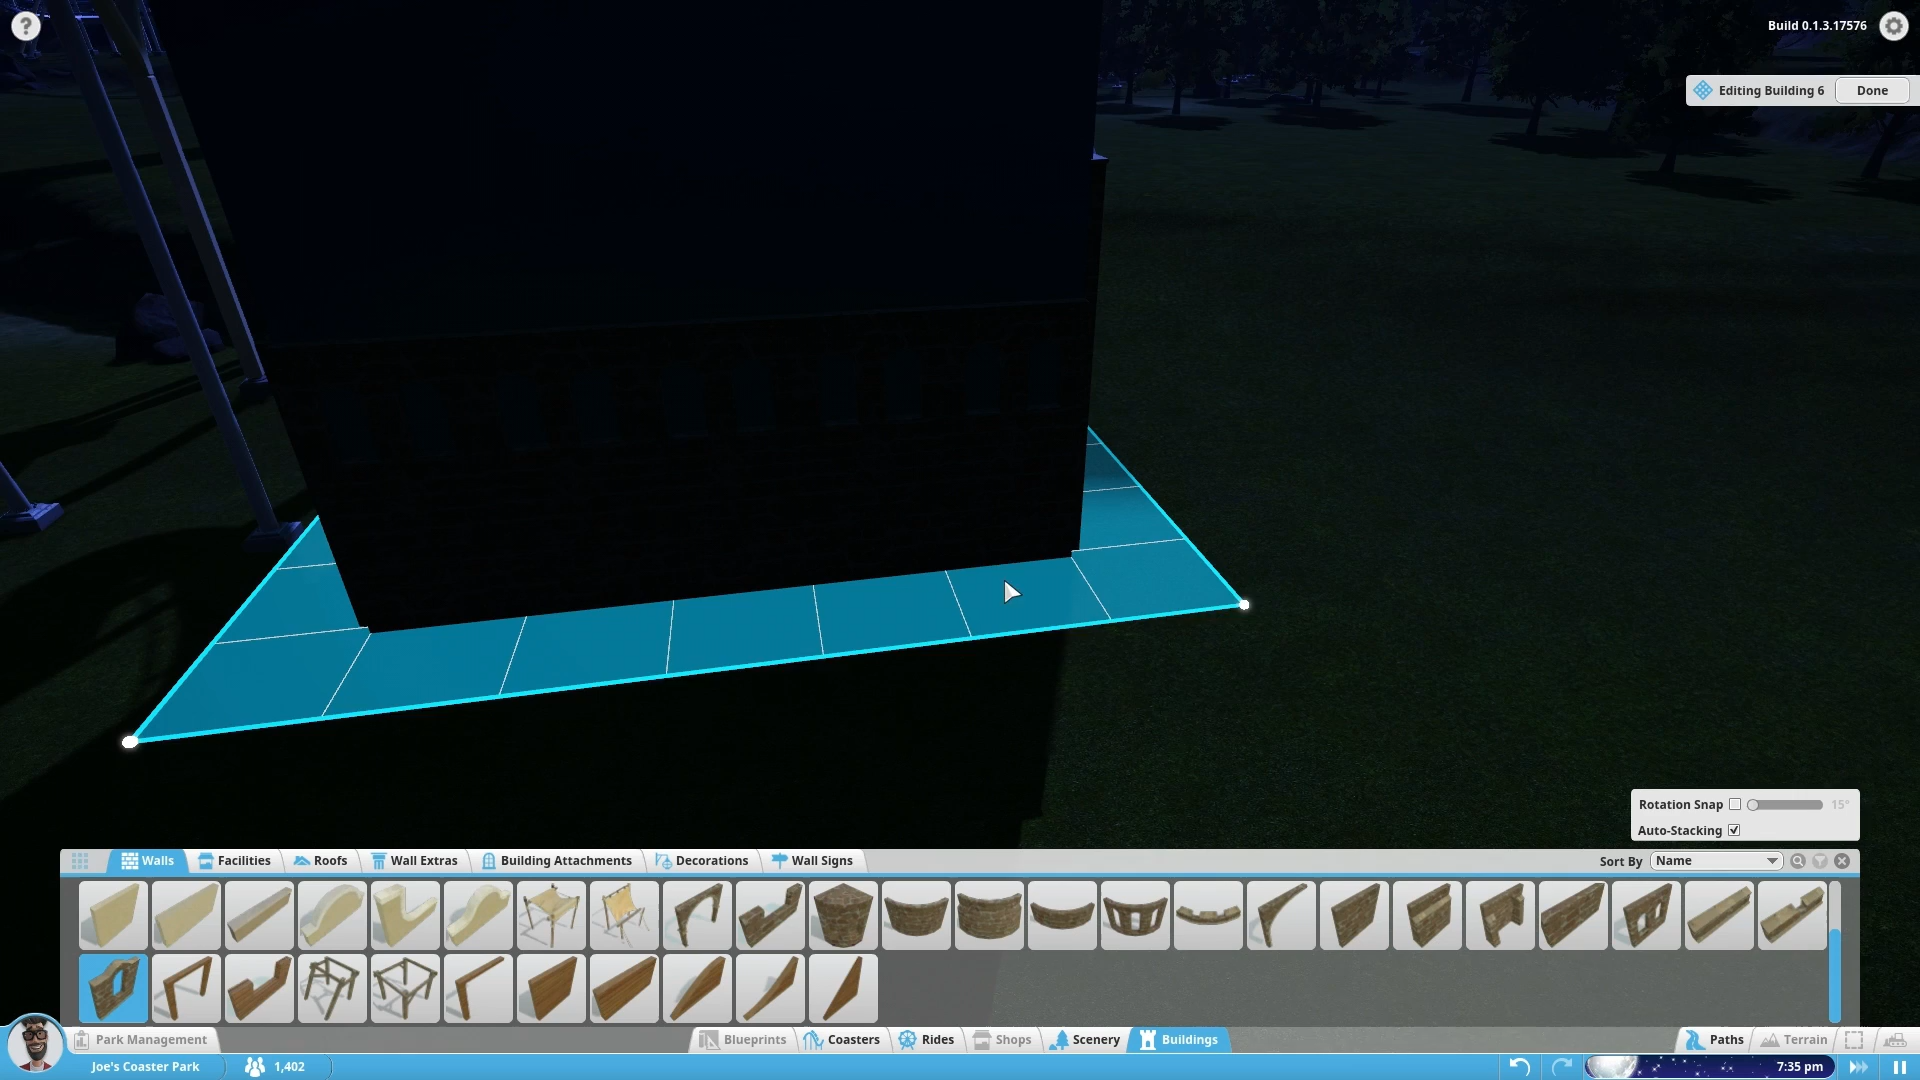 ?
Build 0.1.3.17576
Editing Building 6 Done
Rotation Snap 15°
Auto-Stacking
Walls Facilities Roofs Wall Extras Building Attachments Decorations Wall Signs Sort By Name
Park Management Blueprints Coasters Rides Shops Scenery Buildings Paths Terrain
Joe's Coaster Park 1,402 7:35 pm